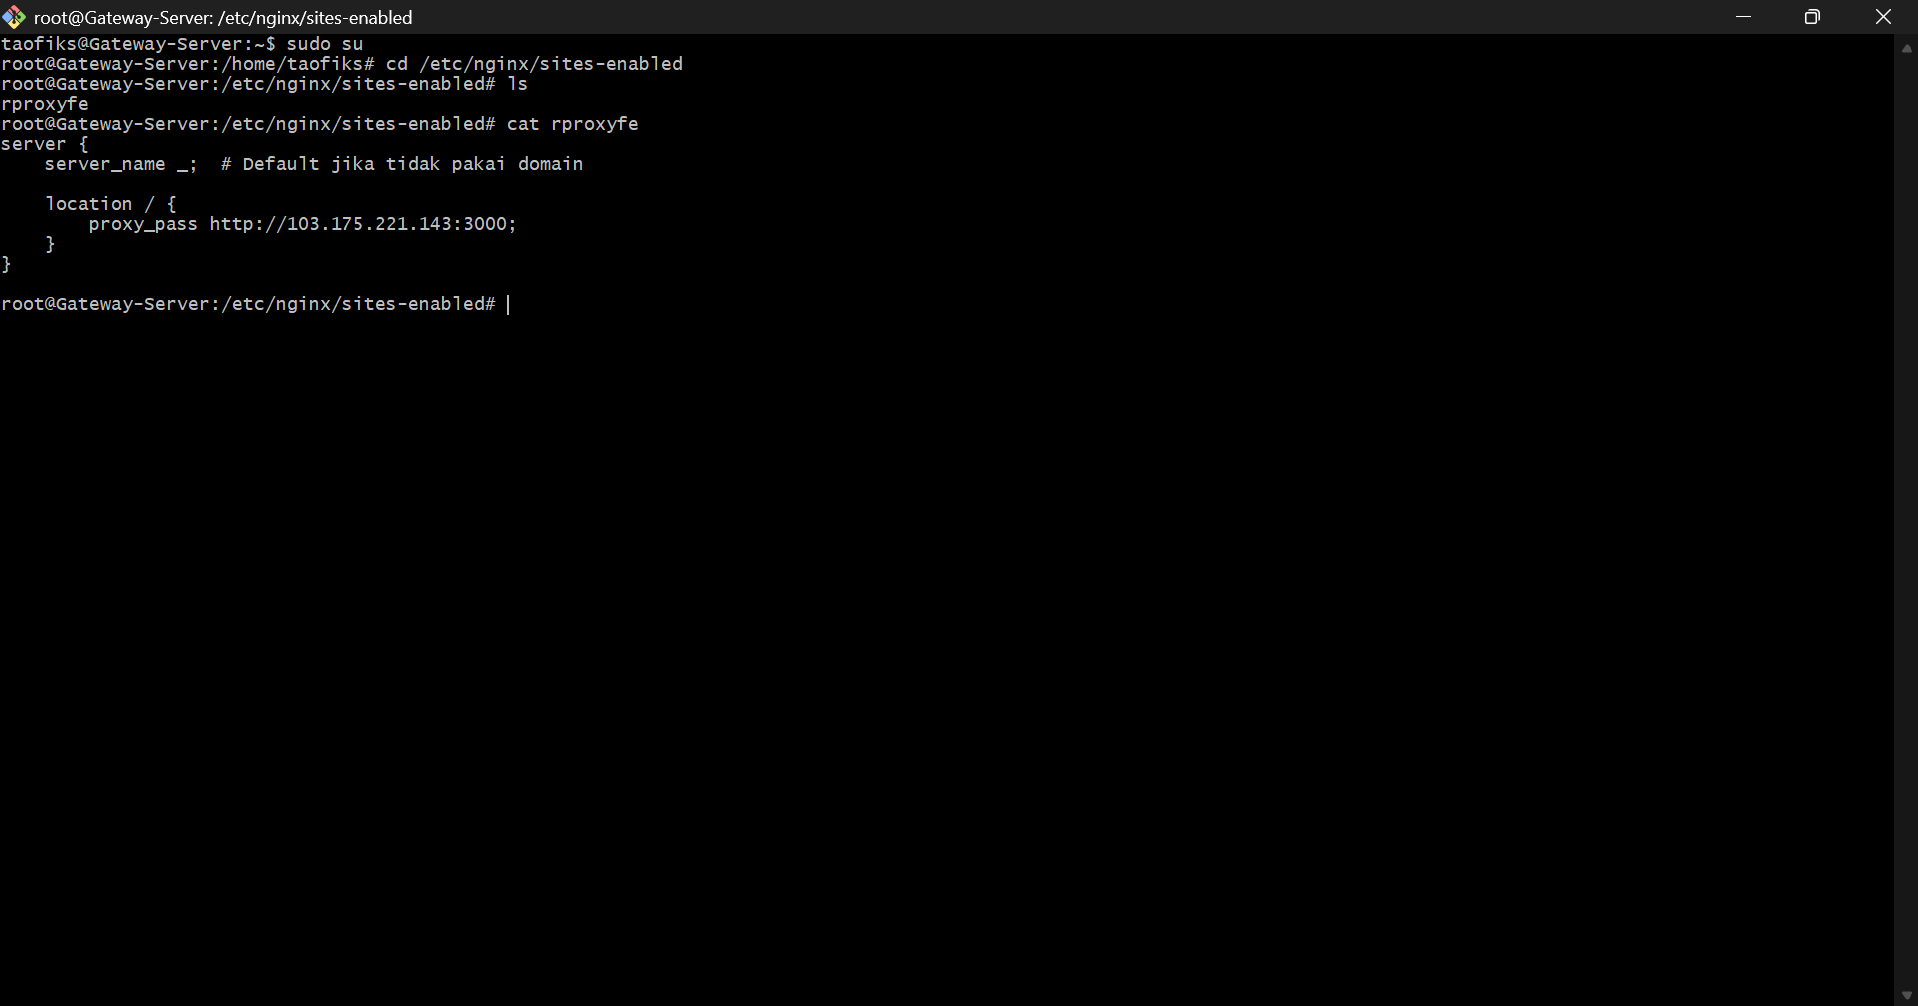 root@Gateway-Server: /etc/nginx/sites-enabled
taofiks@Gateway-Server:~$ sudo su
root@Gateway-Server:/home/taofiks# cd /etc/nginx/sites-enabled
root@Gateway-Server:/etc/nginx/sites-enabled# ls
rproxyfe
root@Gateway-Server:/etc/nginx/sites-enabled# cat rproxyfe
server {
    server_name _;  # Default jika tidak pakai domain
    location / {
        proxy_pass http://103.175.221.143:3000;
    }
}
root@Gateway-Server:/etc/nginx/sites-enabled#